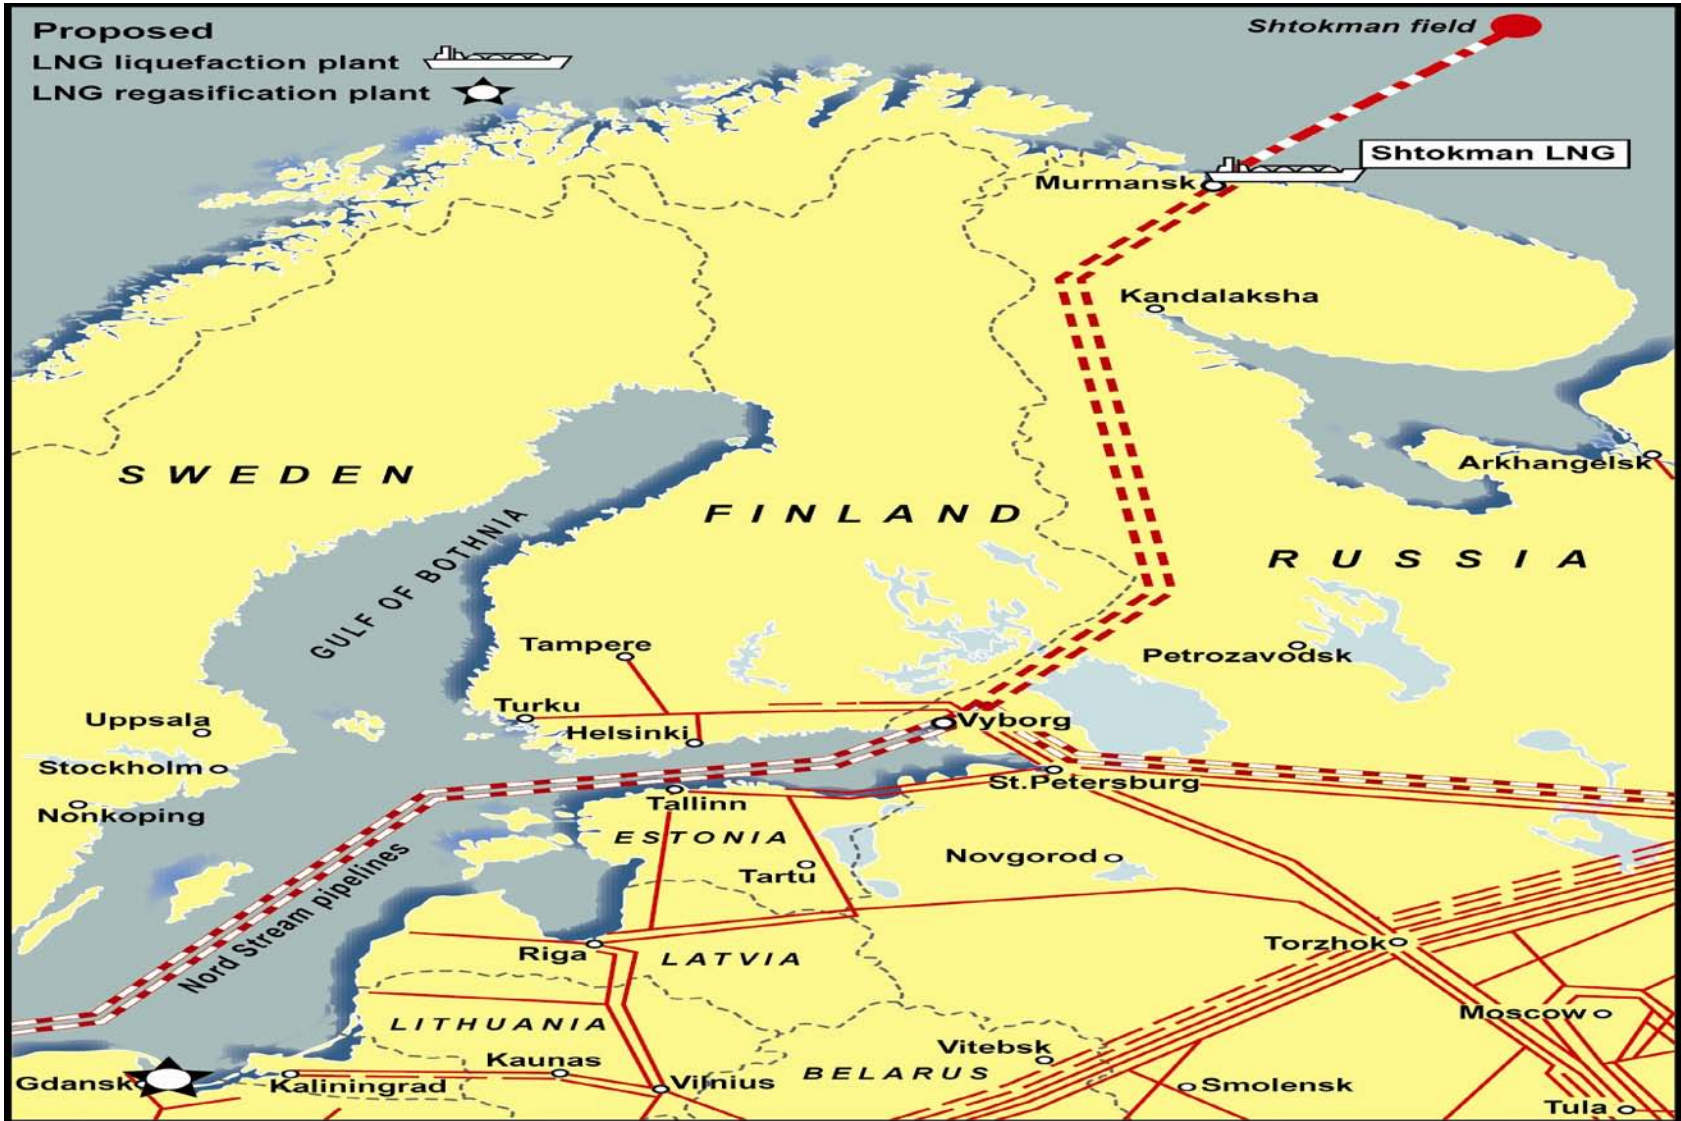 Proposed
LNG liquefaction plant
LNG regasification plant
Shtokman field
Shtokman LNG
Murmansk
Kandalaksha
Arkhangelsk
SWEDEN
FINLAND
RUSSIA
GULF OF BOTHNIA
Tampere
Petrozavodsk
Turku
Uppsala
Helsinki
Vyborg
Stockholm
St.Petersburg
Tallinn
Nonkoping
ESTONIA
Novgorod
Tartu
Nord Stream pipelines
Riga
LATVIA
Torzhok
Moscow
LITHUANIA
Vitebsk
Kaunas
BELARUS
Gdansk
Kaliningrad
Vilnius
Smolensk
Tula